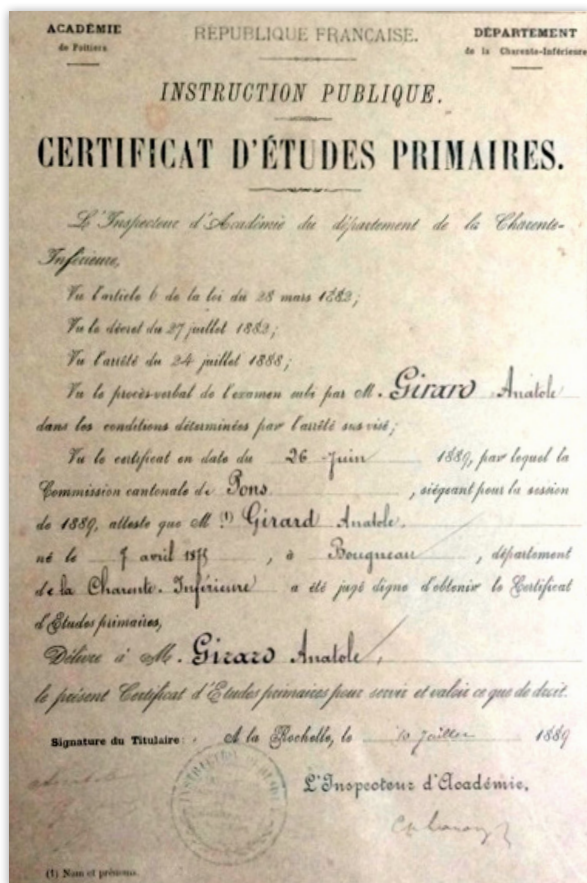 ACADÉMIE
de Poitiers
RÉPUBLIQUE FRANÇAISE.
DÉPARTEMENT
de la Charente-Inférieure
INSTRUCTION PUBLIQUE.
CERTIFICAT D'ÉTUDES PRIMAIRES.
L'Inspecteur d'Académie du département de la Charente-
Inférieure,
Vu l'article 6 de la loi du 28 mars 1882;
Vu le décret du 27 juillet 1882;
Vu l'arrêté du 24 juillet 1888;
Vu le procès-verbal de l'examen subi par M. Girard Anatole
dans les conditions déterminées par l'arrêté sus visé;
Vu le certificat en date du 26 Juin 1889, par lequel la
Commission cantonale de Pons, siégeant pour la session
de 1889, atteste que M (1) Girard Anatole.
né le 7 avril, à Bougneau, département
de la Charente-Inférieure a été jugé digne d'obtenir le Certificat
d'Études primaires,
Délivre à M. Girard Anatole,
le présent Certificat d'Études primaires pour servir et valoir ce que de droit.
Signature du Titulaire:
A la Rochelle, le 10 Juillet 1889
Anatole
INSTRUCTION PUBLIQUE
L'Inspecteur d'Académie,
(1) Nom et prénoms.